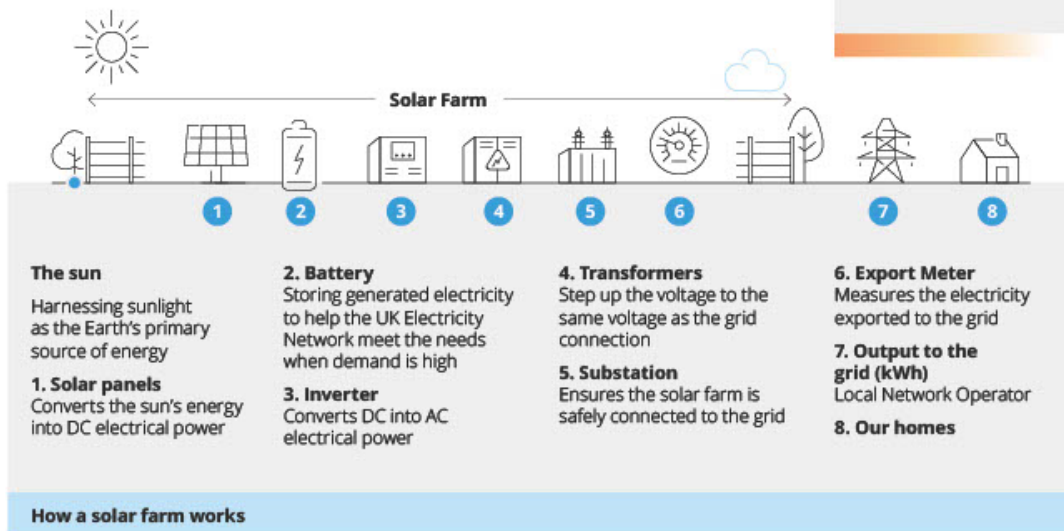 Solar Farm
1
2
3
4
5
6
7
8
The sun
Harnessing sunlight
as the Earth's primary
source of energy
1. Solar panels
Converts the sun's energy
into DC electrical power
2. Battery
Storing generated electricity
to help the UK Electricity
Network meet the needs
when demand is high
3. Inverter
Converts DC into AC
electrical power
4. Transformers
Step up the voltage to the
same voltage as the grid
connection
5. Substation
Ensures the solar farm is
safely connected to the grid
6. Export Meter
Measures the electricity
exported to the grid
7. Output to the
grid (kWh)
Local Network Operator
8. Our homes
How a solar farm works